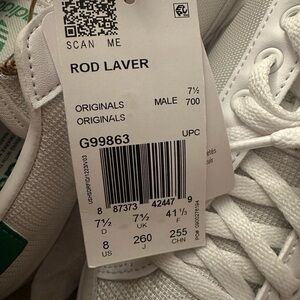 SCAN ME
ROD LAVER
7½
ORIGINALS MALE 700
ORIGINALS
G99863 UPC
8 87373 42447 9
7½ 7½ 41⅓
D UK F
8 260 255
US J CHN